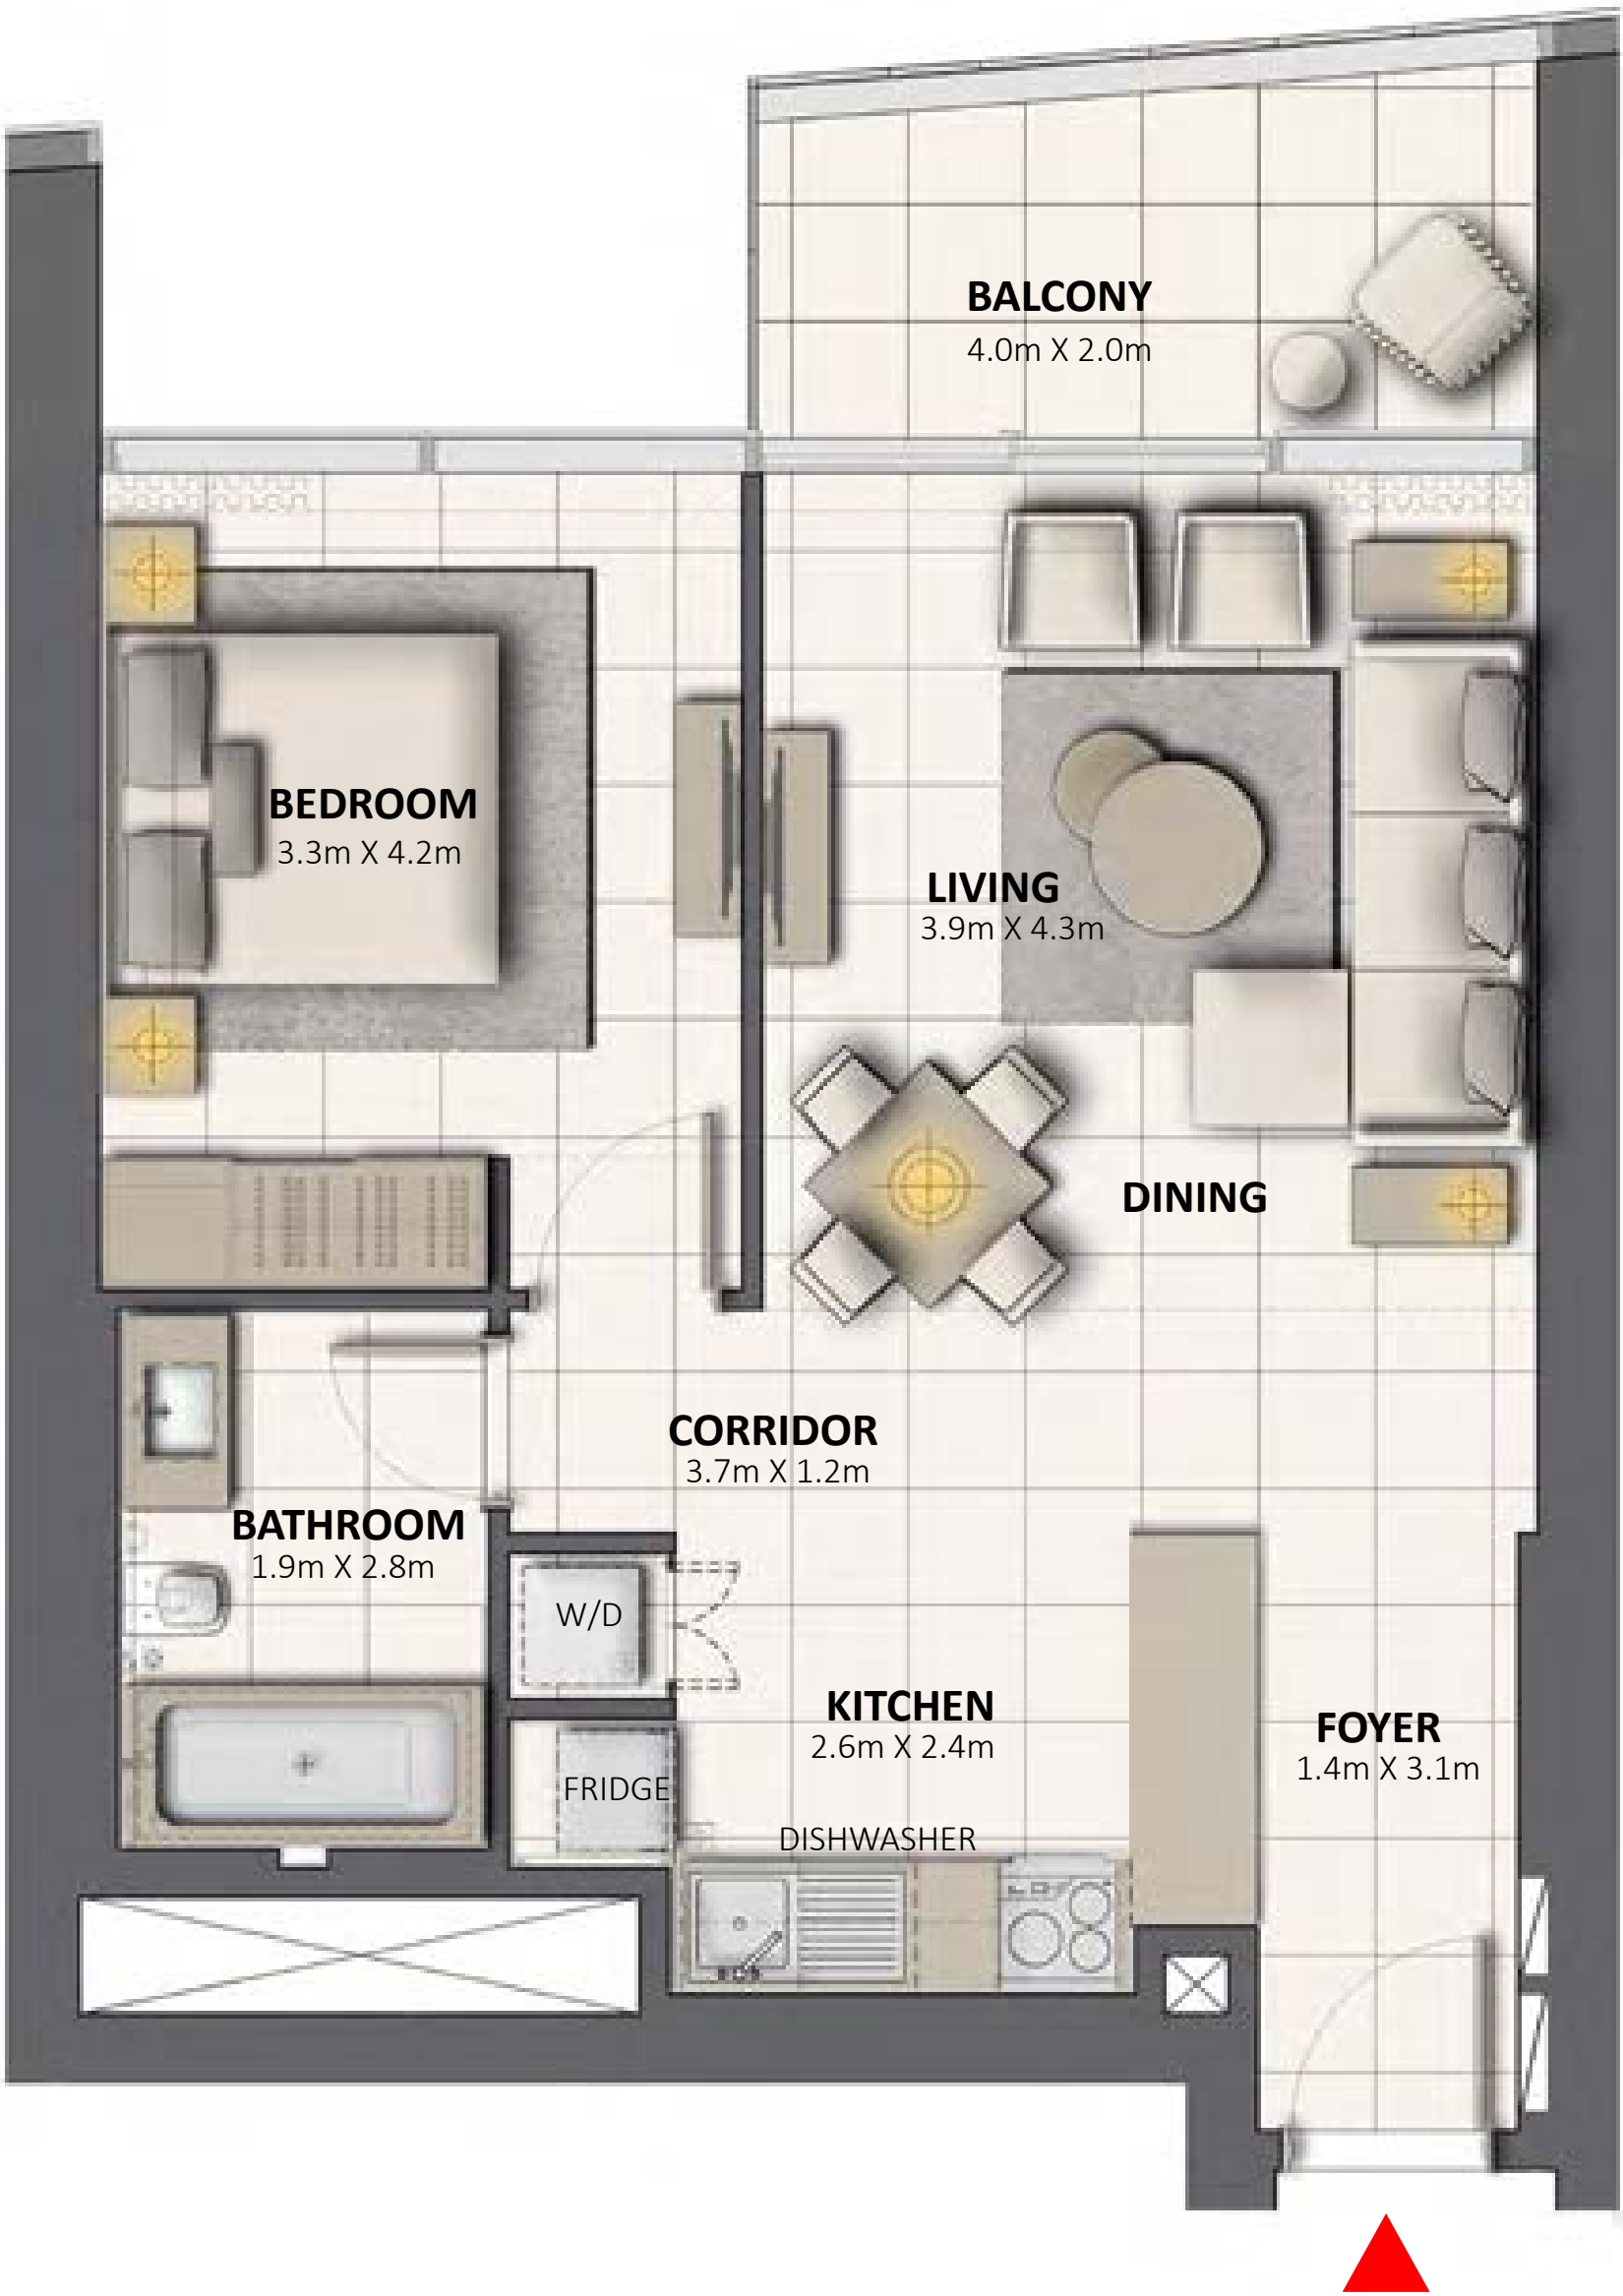 BALCONY
4.0m X 2.0m
BEDROOM
3.3m X 4.2m
LIVING
3.9m X 4.3m
DINING
CORRIDOR
3.7m X 1.2m
BATHROOM
1.9m X 2.8m
W/D
KITCHEN
2.6m X 2.4m
FOYER
1.4m X 3.1m
FRIDGE
DISHWASHER